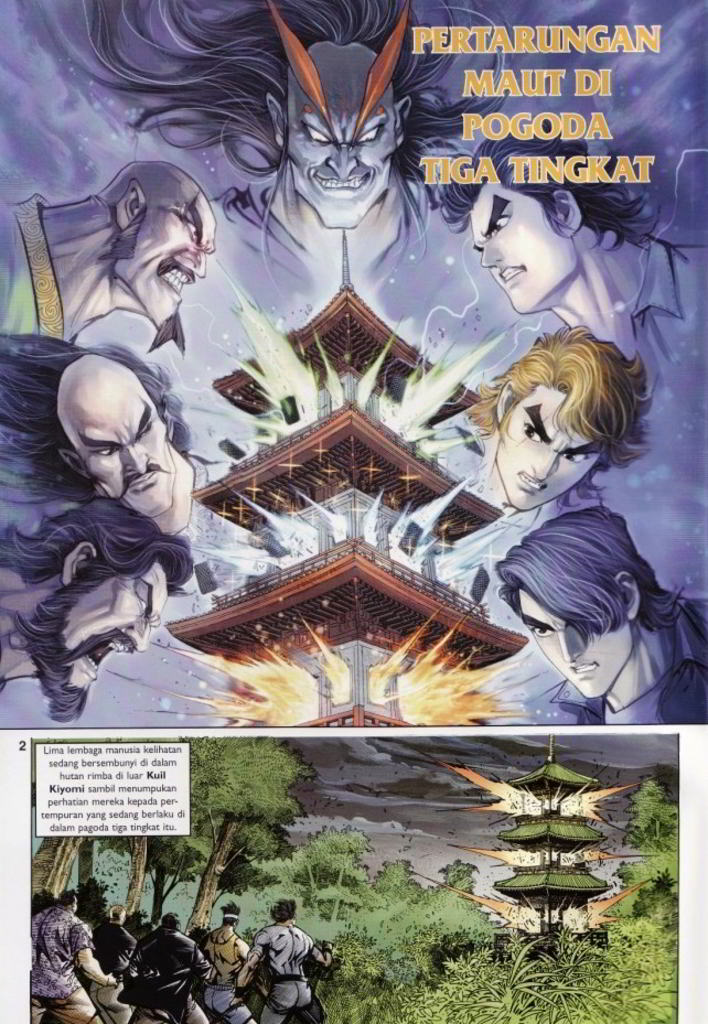 PERTARUNGAN
MAUT DI
POGODA
TIGA TINGKAT
2
Lima lembaga manusia kelihatan
sedang bersembunyi di dalam
hutan rimba di luar Kuil
Kiyomi sambil menumpukan
perhatian mereka kepada per-
tempuran yang sedang berlaku di
dalam pagoda tiga tingkat itu.